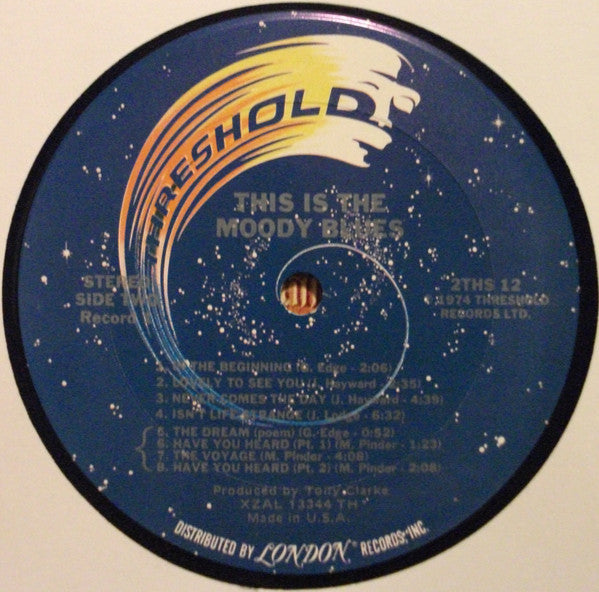 THRESHOLD
THIS IS THE
MOODY BLUES
STEREO
SIDE TWO
Record 1
2THS 12
℗ 1974 THRESHOLD
RECORDS LTD.
1. IN THE BEGINNING (G. Edge - 2:06)
2. LOVELY TO SEE YOU (J. Hayward - 2:35)
3. NEVER COMES THE DAY (J. Hayward - 4:39)
4. ISN'T LIFE STRANGE (J. Lodge - 6:32)
5. THE DREAM (poem) (G. Edge - 0:52)
6. HAVE YOU HEARD (Pt. 1) (M. Pinder - 1:23)
7. THE VOYAGE (M. Pinder - 4:08)
8. HAVE YOU HEARD (Pt. 2) (M. Pinder - 2:08)
Produced by Tony Clarke
XZAL 13344 TH
Made in U.S.A.
DISTRIBUTED BY LONDON® RECORDS, INC.